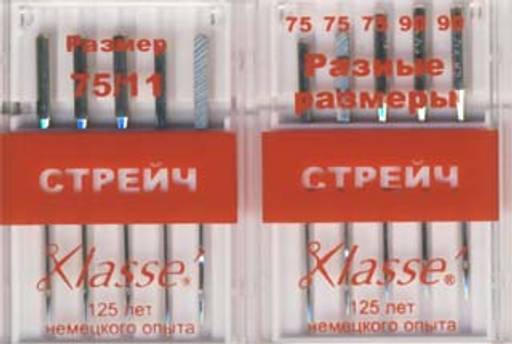 Размер
75/11
СТРЕЙЧ
Klasse'®
125 лет
немецкого опыта
75 75 75 90 90
Разные
размеры
СТРЕЙЧ
Klasse'®
125 лет
немецкого опыта